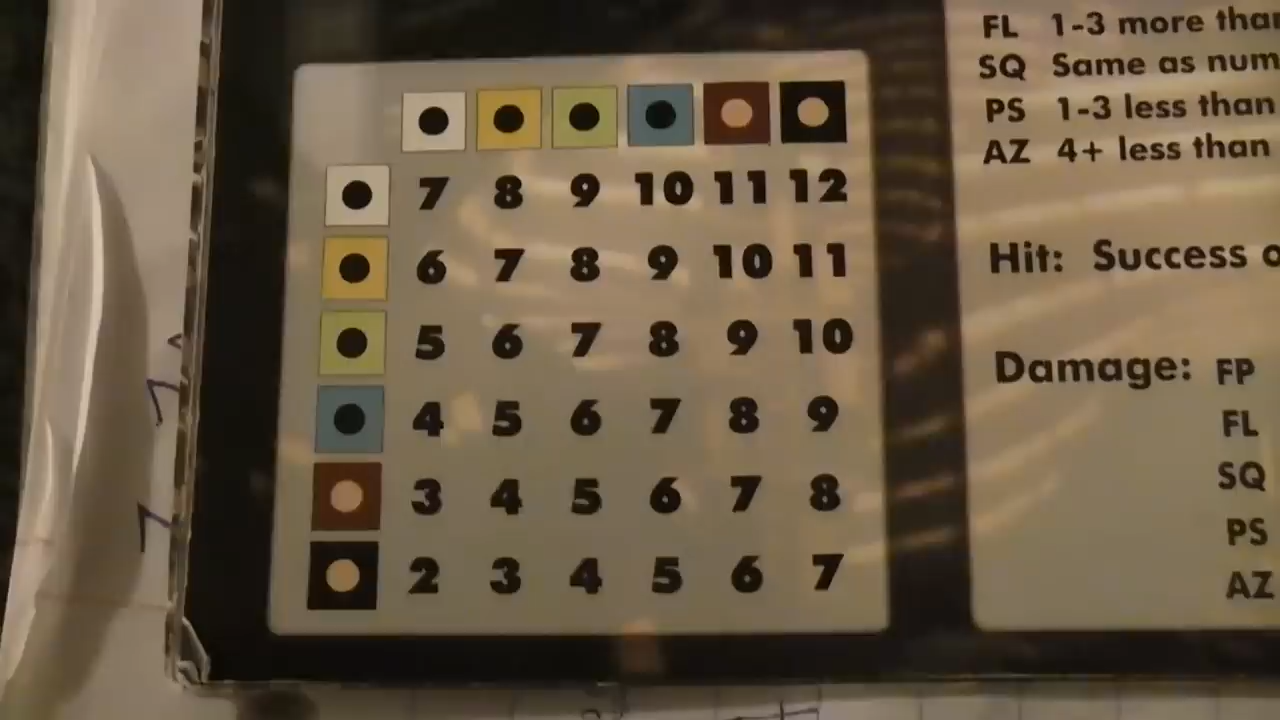 7 8 9 10 11 12
6 7 8 9 10 11
5 6 7 8 9 10
4 5 6 7 8 9
3 4 5 6 7 8
2 3 4 5 6 7
FL 1-3 more than
SQ Same as num
PS 1-3 less than
AZ 4+ less than
Hit: Success o
Damage: FP
FL
SQ
PS
AZ